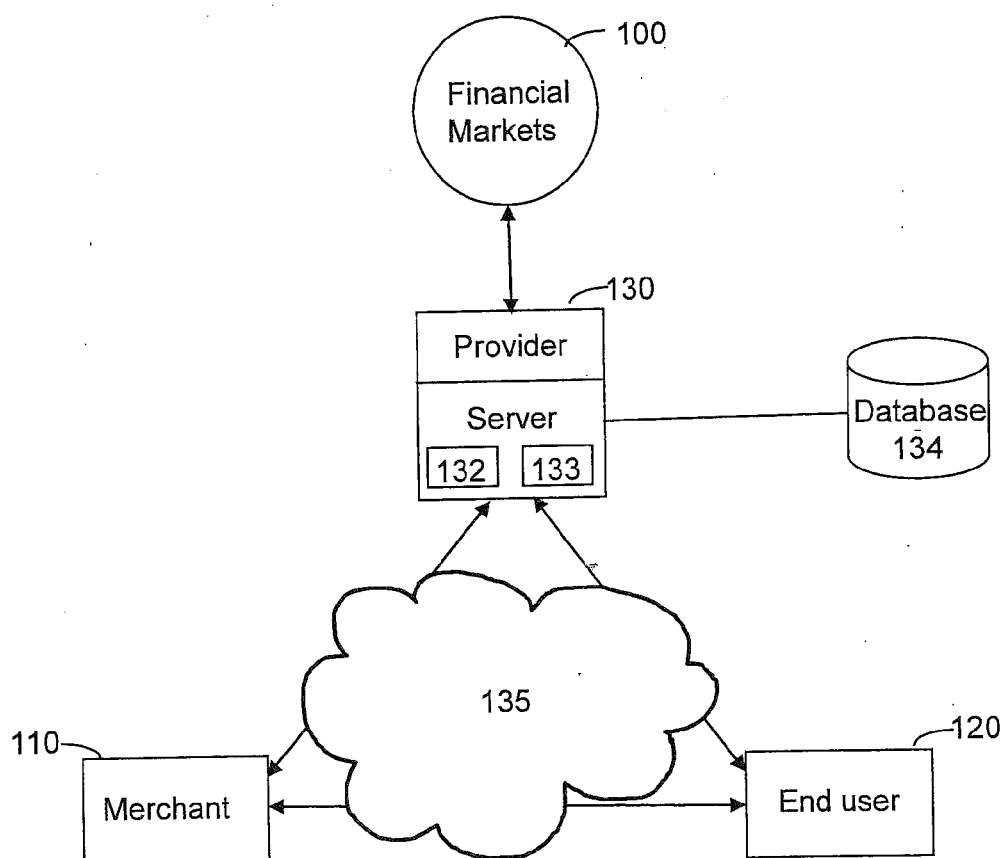 100
Financial
Markets
130
Provider
Server
132 133
Database
134
135
110
120
Merchant
End user